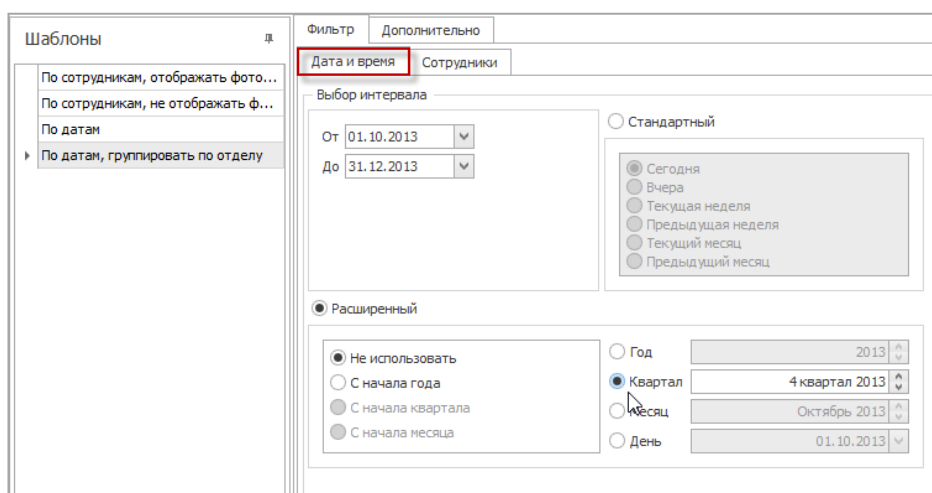 Шаблоны
По сотрудникам, отображать фото...
По сотрудникам, не отображать ф...
По датам
По датам, группировать по отделу
Фильтр Дополнительно
Дата и время Сотрудники
Выбор интервала
От 01.10.2013
До 31.12.2013
Стандартный
Сегодня
Вчера
Текущая неделя
Предыдущая неделя
Текущий месяц
Предыдущий месяц
Расширенный
Не использовать
С начала года
С начала квартала
С начала месяца
Год 2013
Квартал 4 квартал 2013
Месяц Октябрь 2013
День 01.10.2013